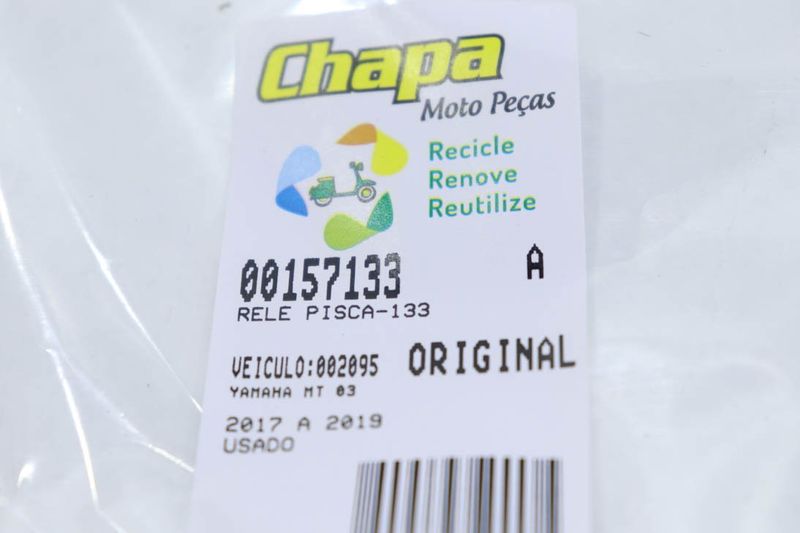 Chapa
Moto Peças
Recicle
Renove
Reutilize
00157133 A
RELE PISCA-133
VEICULO:002095 ORIGINAL
YAMAHA MT 03
2017 A 2019
USADO